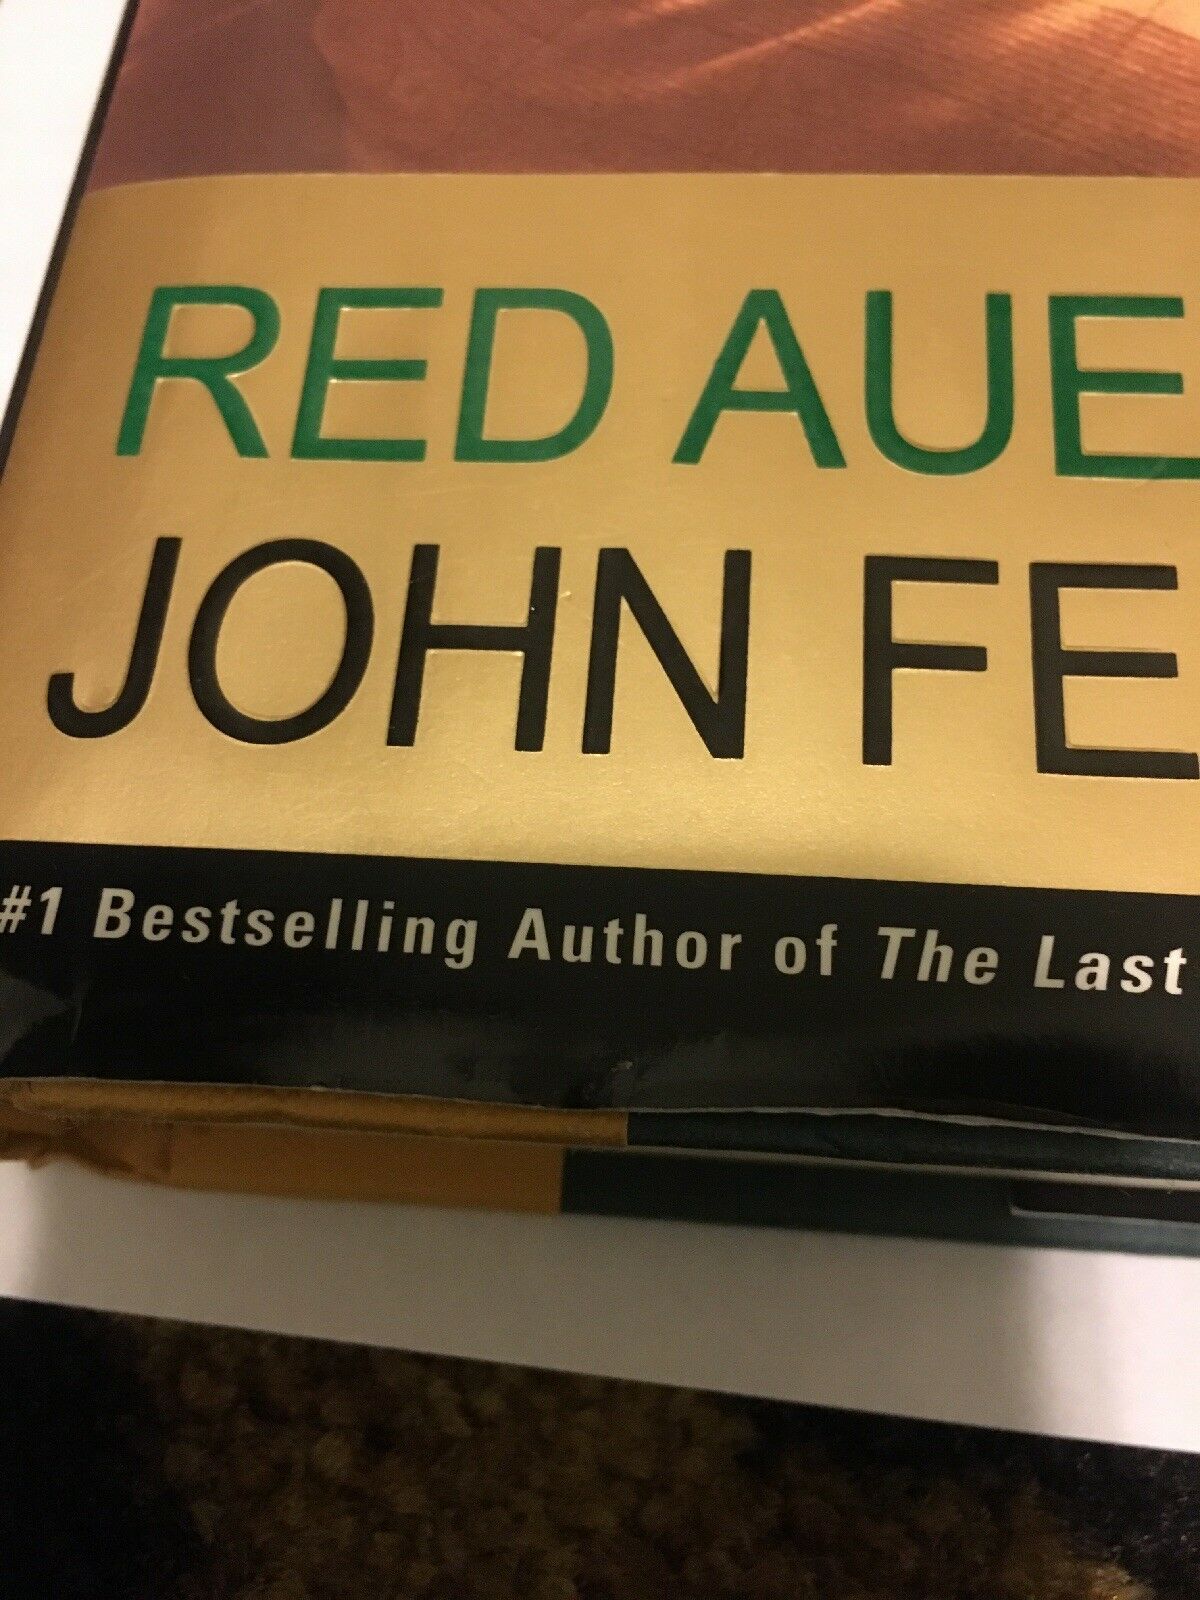 RED AUE
JOHN FE
#1 Bestselling Author of The Last